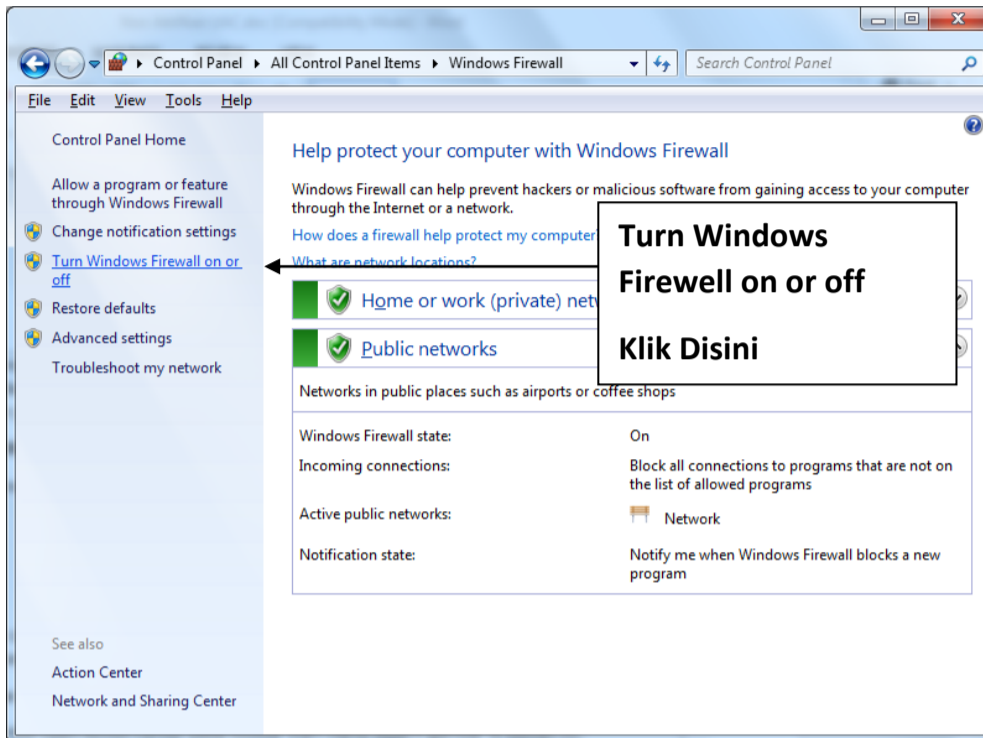 Control Panel ▸ All Control Panel Items ▸ Windows Firewall
Search Control Panel
File Edit View Tools Help
Control Panel Home
Allow a program or feature
through Windows Firewall
Change notification settings
Turn Windows Firewall on or
off
Restore defaults
Advanced settings
Troubleshoot my network
See also
Action Center
Network and Sharing Center
Help protect your computer with Windows Firewall
Windows Firewall can help prevent hackers or malicious software from gaining access to your computer
through the Internet or a network.
How does a firewall help protect my computer?
What are network locations?
Home or work (private)
Public networks
Networks in public places such as airports or coffee shops
Windows Firewall state: On
Incoming connections: Block all connections to programs that are not on
the list of allowed programs
Active public networks: Network
Notification state: Notify me when Windows Firewall blocks a new
program
Turn Windows
Firewell on or off
Klik Disini